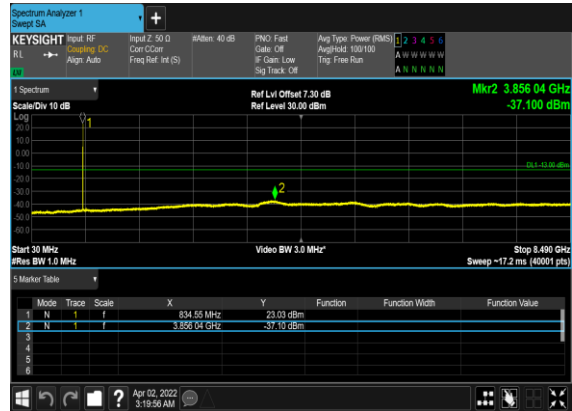 Spectrum Analyzer 1
Swept SA
+
KEYSIGHT Input: RF Input Z: 50 Ω #Atten: 40 dB PNO: Fast Avg Type: Power (RMS) 1 2 3 4 5 6
RL Coupling: DC Corr CCorr Gate: Off Avg|Hold: 100/100 A W W W W W
Align: Auto Freq Ref: Int (S) IF Gain: Low Trig: Free Run
Sig Track: Off A N N N N N
1 Spectrum Ref Lvl Offset 7.30 dB Mkr2 3.856 04 GHz
Scale/Div 10 dB Ref Level 30.00 dBm -37.100 dBm
Log
20.0
10.0
0.00
-10.0
-20.0
-30.0
-40.0
-50.0
-60.0
1
DL1 -13.00 dBm
2
Start 30 MHz Video BW 3.0 MHz* Stop 8.490 GHz
#Res BW 1.0 MHz Sweep ~17.2 ms (40001 pts)
5 Marker Table
Mode Trace Scale X Y Function Function Width Function Value
1 N 1 f 834.55 MHz 23.03 dBm
2 N 1 f 3.856 04 GHz -37.10 dBm
3
4
5
6
? Apr 02, 2022
3:19:56 AM